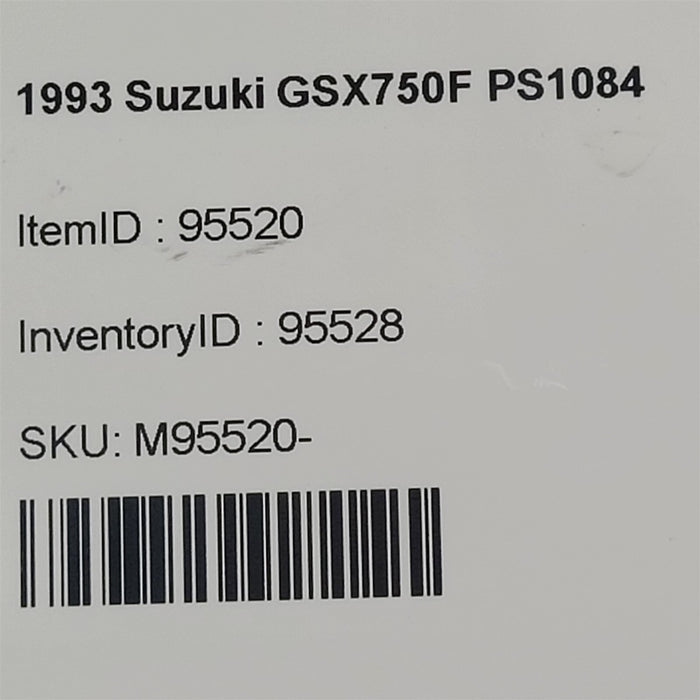 1993 Suzuki GSX750F PS1084
ItemID : 95520
InventoryID : 95528
SKU: M95520-